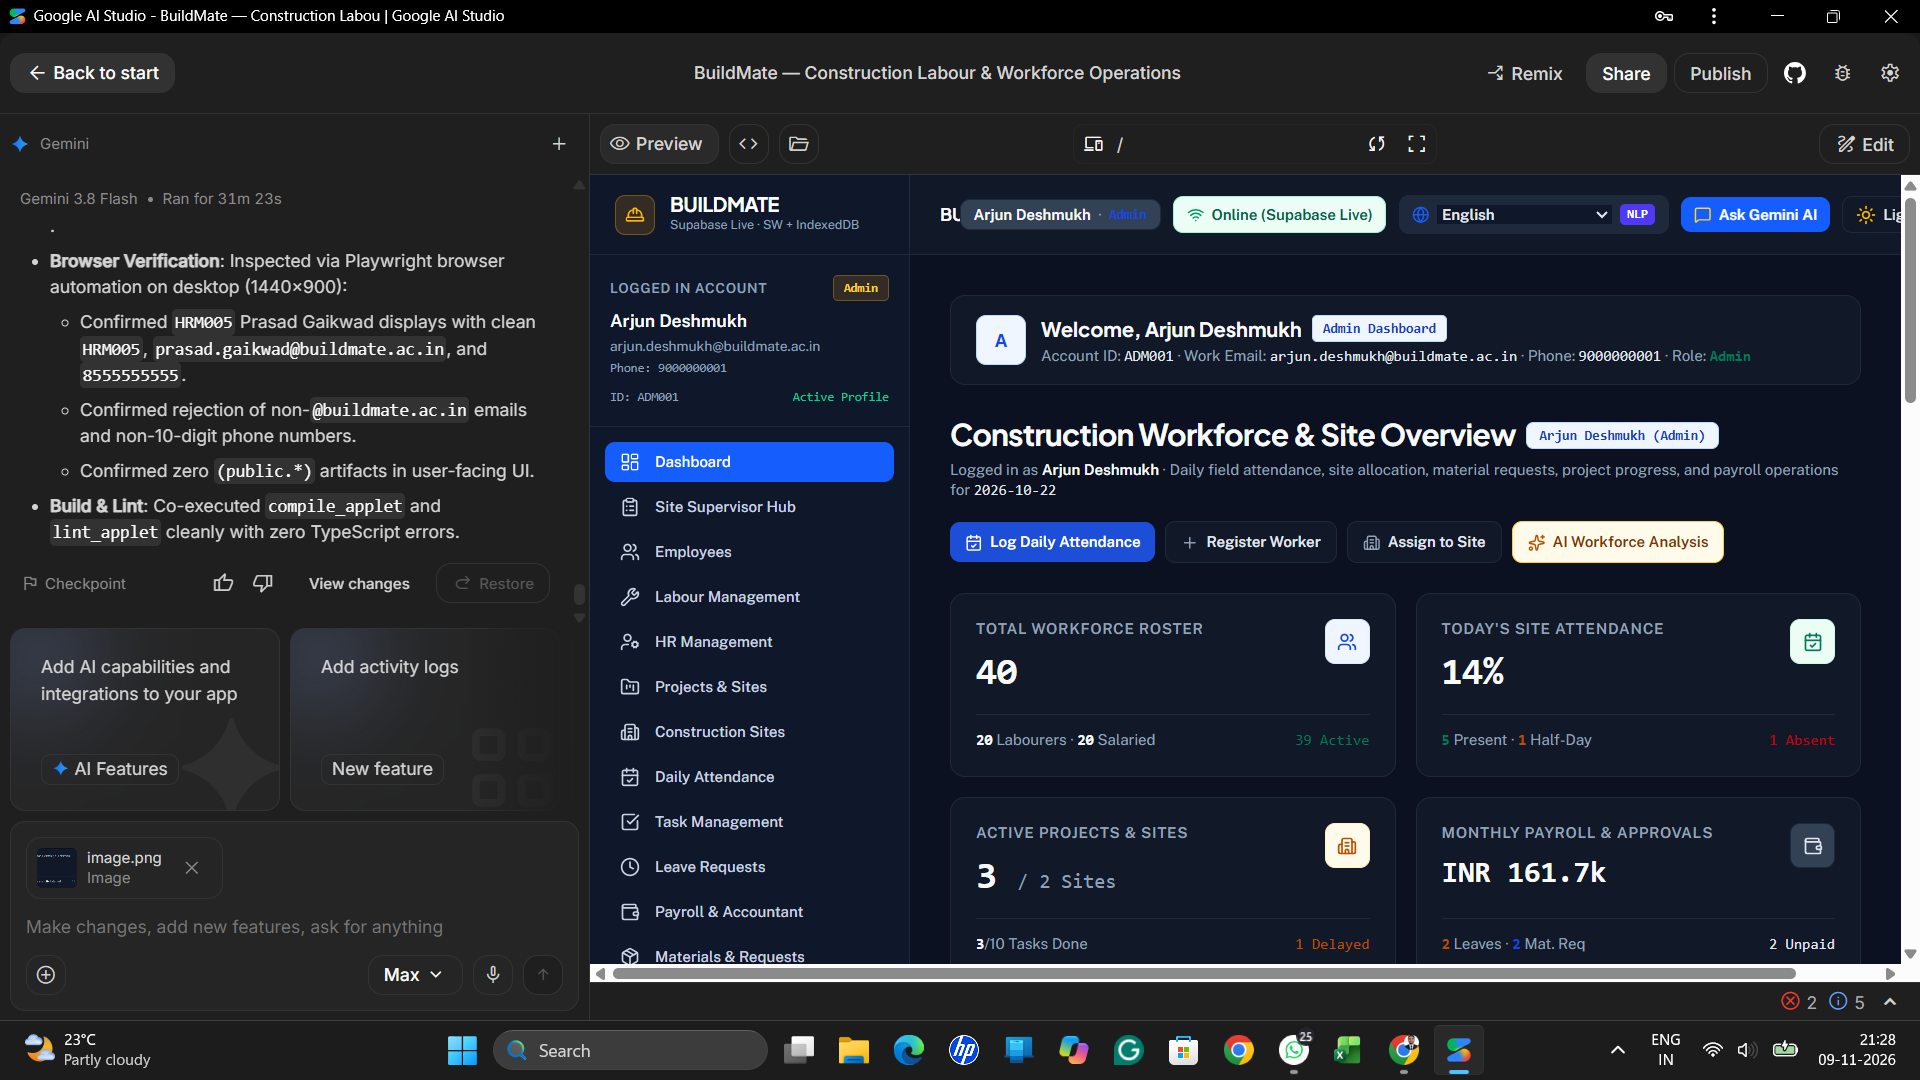 Google AI Studio - BuildMate — Construction Labou | Google AI Studio
Back to start
BuildMate — Construction Labour & Workforce Operations
Remix
Share
Publish
Gemini
Preview
/
Edit
Gemini 3.8 Flash • Ran for 31m 23s
.
• Browser Verification: Inspected via Playwright browser
automation on desktop (1440×900):
Confirmed HRM005 Prasad Gaikwad displays with clean
HRM005, prasad.gaikwad@buildmate.ac.in, and
8555555555.
Confirmed rejection of non-@buildmate.ac.in emails
and non-10-digit phone numbers.
Confirmed zero (public.*) artifacts in user-facing UI.
• Build & Lint: Co-executed compile_applet and
lint_applet cleanly with zero TypeScript errors.
Checkpoint
View changes
Restore
Add AI capabilities and
integrations to your app
AI Features
Add activity logs
New feature
image.png
Image
Make changes, add new features, ask for anything
Max
BUILDMATE
Supabase Live · SW + IndexedDB
LOGGED IN ACCOUNT
Admin
Arjun Deshmukh
arjun.deshmukh@buildmate.ac.in
Phone: 9000000001
ID: ADM001
Active Profile
Dashboard
Site Supervisor Hub
Employees
Labour Management
HR Management
Projects & Sites
Construction Sites
Daily Attendance
Task Management
Leave Requests
Payroll & Accountant
Materials & Requests
BU
Arjun Deshmukh · Admin
Online (Supabase Live)
English
NLP
Ask Gemini AI
Lig
A
Welcome, Arjun Deshmukh
Admin Dashboard
Account ID: ADM001 · Work Email: arjun.deshmukh@buildmate.ac.in · Phone: 9000000001 · Role: Admin
Construction Workforce & Site Overview
Arjun Deshmukh (Admin)
Logged in as Arjun Deshmukh · Daily field attendance, site allocation, material requests, project progress, and payroll operations
for 2026-10-22
Log Daily Attendance
Register Worker
Assign to Site
AI Workforce Analysis
TOTAL WORKFORCE ROSTER
40
20 Labourers · 20 Salaried
39 Active
TODAY'S SITE ATTENDANCE
14%
5 Present · 1 Half-Day
1 Absent
ACTIVE PROJECTS & SITES
3 / 2 Sites
3/10 Tasks Done
1 Delayed
MONTHLY PAYROLL & APPROVALS
INR 161.7k
2 Leaves · 2 Mat. Req
2 Unpaid
2
5
23°C
Partly cloudy
Search
25
ENG
IN
21:28
09-11-2026